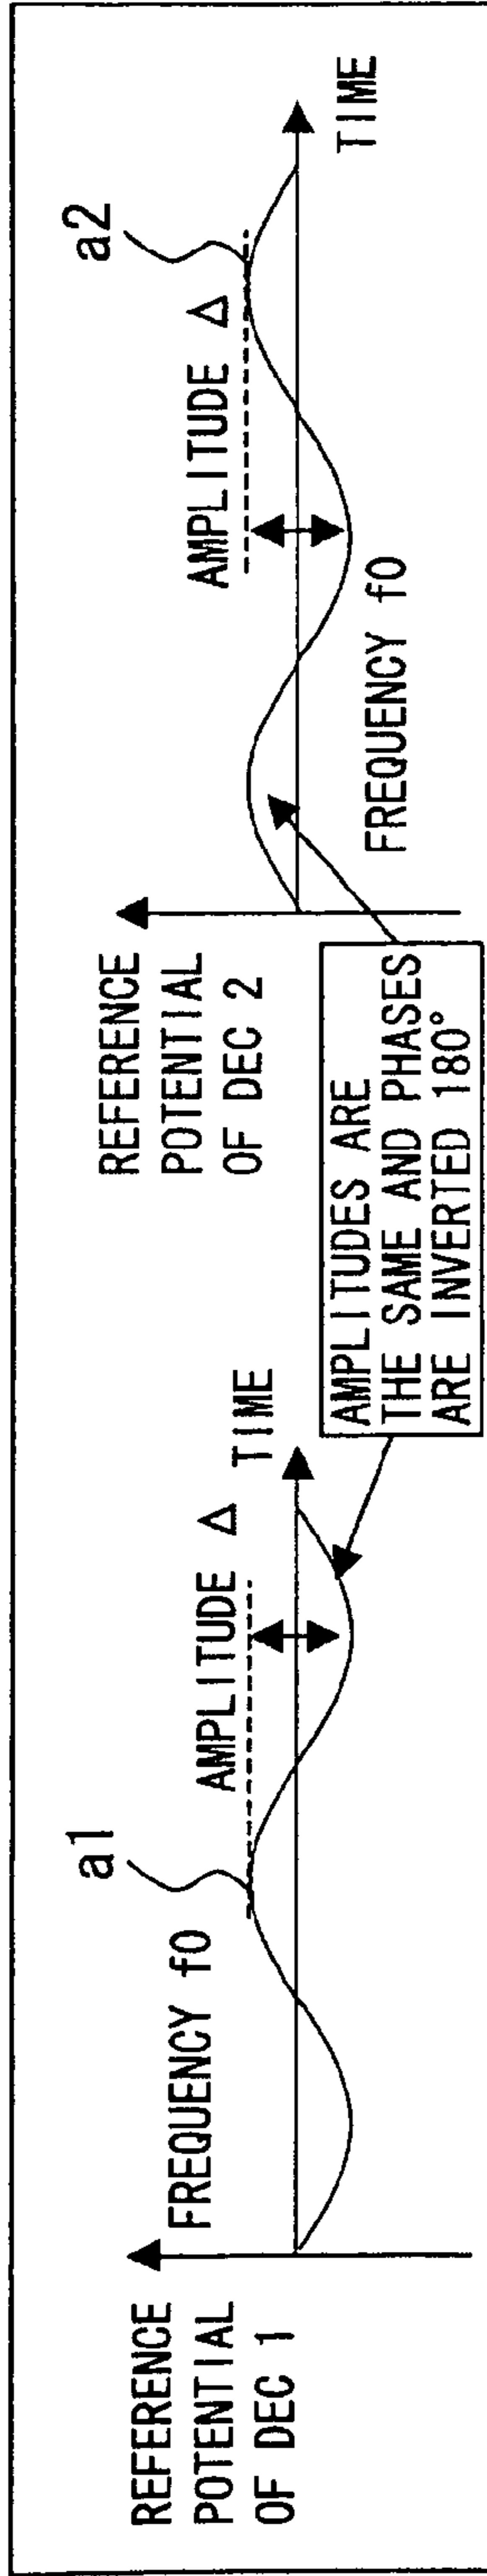 REFERENCE
POTENTIAL
OF DEC 1
FREQUENCY f0
a1
AMPLITUDE Δ
TIME
AMPLITUDES ARE
THE SAME AND PHASES
ARE INVERTED 180°
REFERENCE
POTENTIAL
OF DEC 2
FREQUENCY f0
AMPLITUDE Δ
a2
TIME